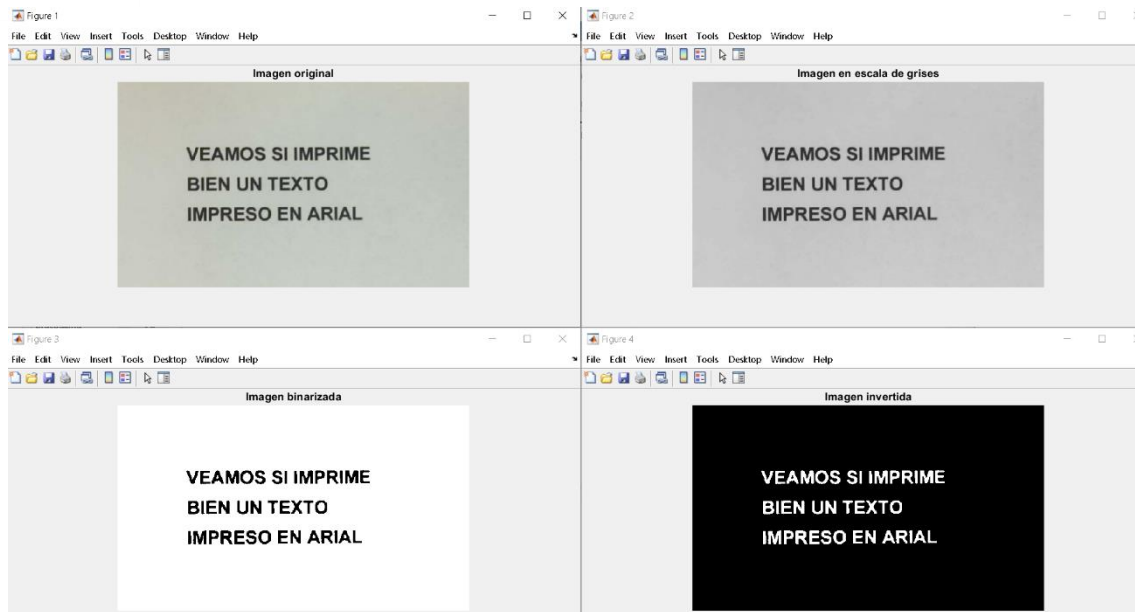 Figure 1
File Edit View Insert Tools Desktop Window Help
Imagen original
VEAMOS SI IMPRIME
BIEN UN TEXTO
IMPRESO EN ARIAL
Figure 2
File Edit View Insert Tools Desktop Window Help
Imagen en escala de grises
VEAMOS SI IMPRIME
BIEN UN TEXTO
IMPRESO EN ARIAL
Figure 3
File Edit View Insert Tools Desktop Window Help
Imagen binarizada
VEAMOS SI IMPRIME
BIEN UN TEXTO
IMPRESO EN ARIAL
Figure 4
File Edit View Insert Tools Desktop Window Help
Imagen invertida
VEAMOS SI IMPRIME
BIEN UN TEXTO
IMPRESO EN ARIAL